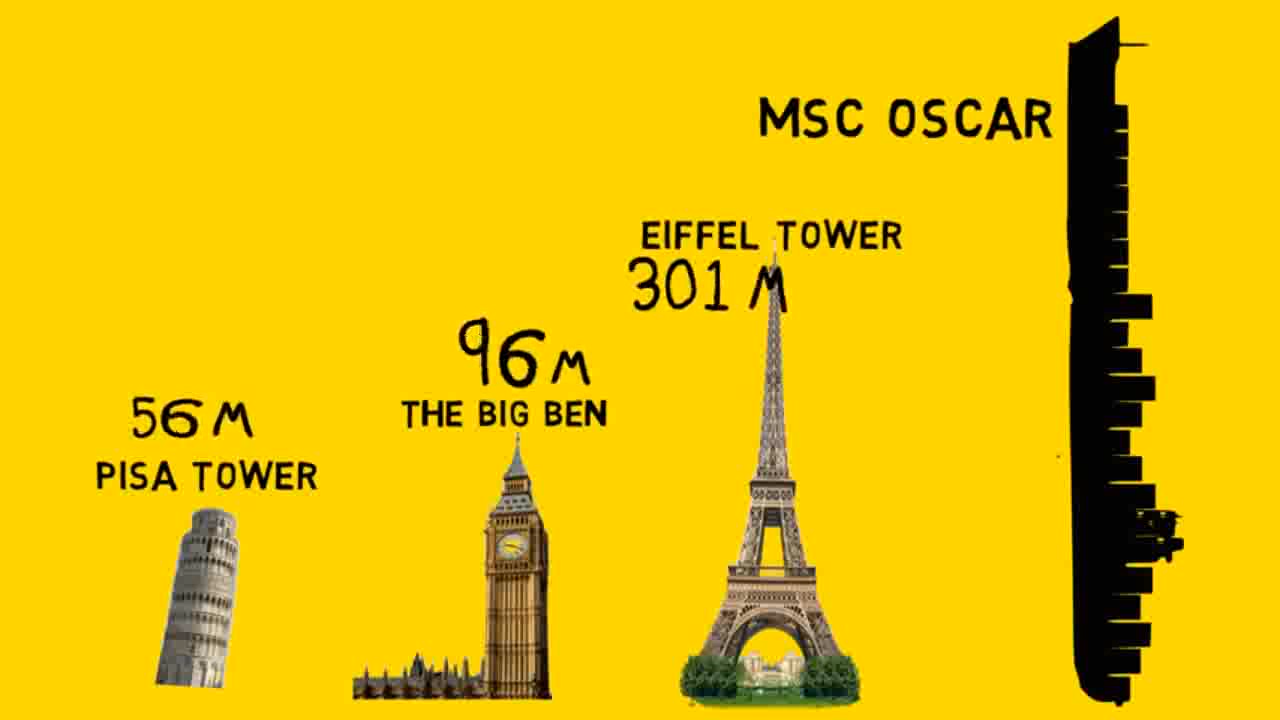 MSC OSCAR
EIFFEL TOWER
301 M
96 M
THE BIG BEN
56 M
PISA TOWER